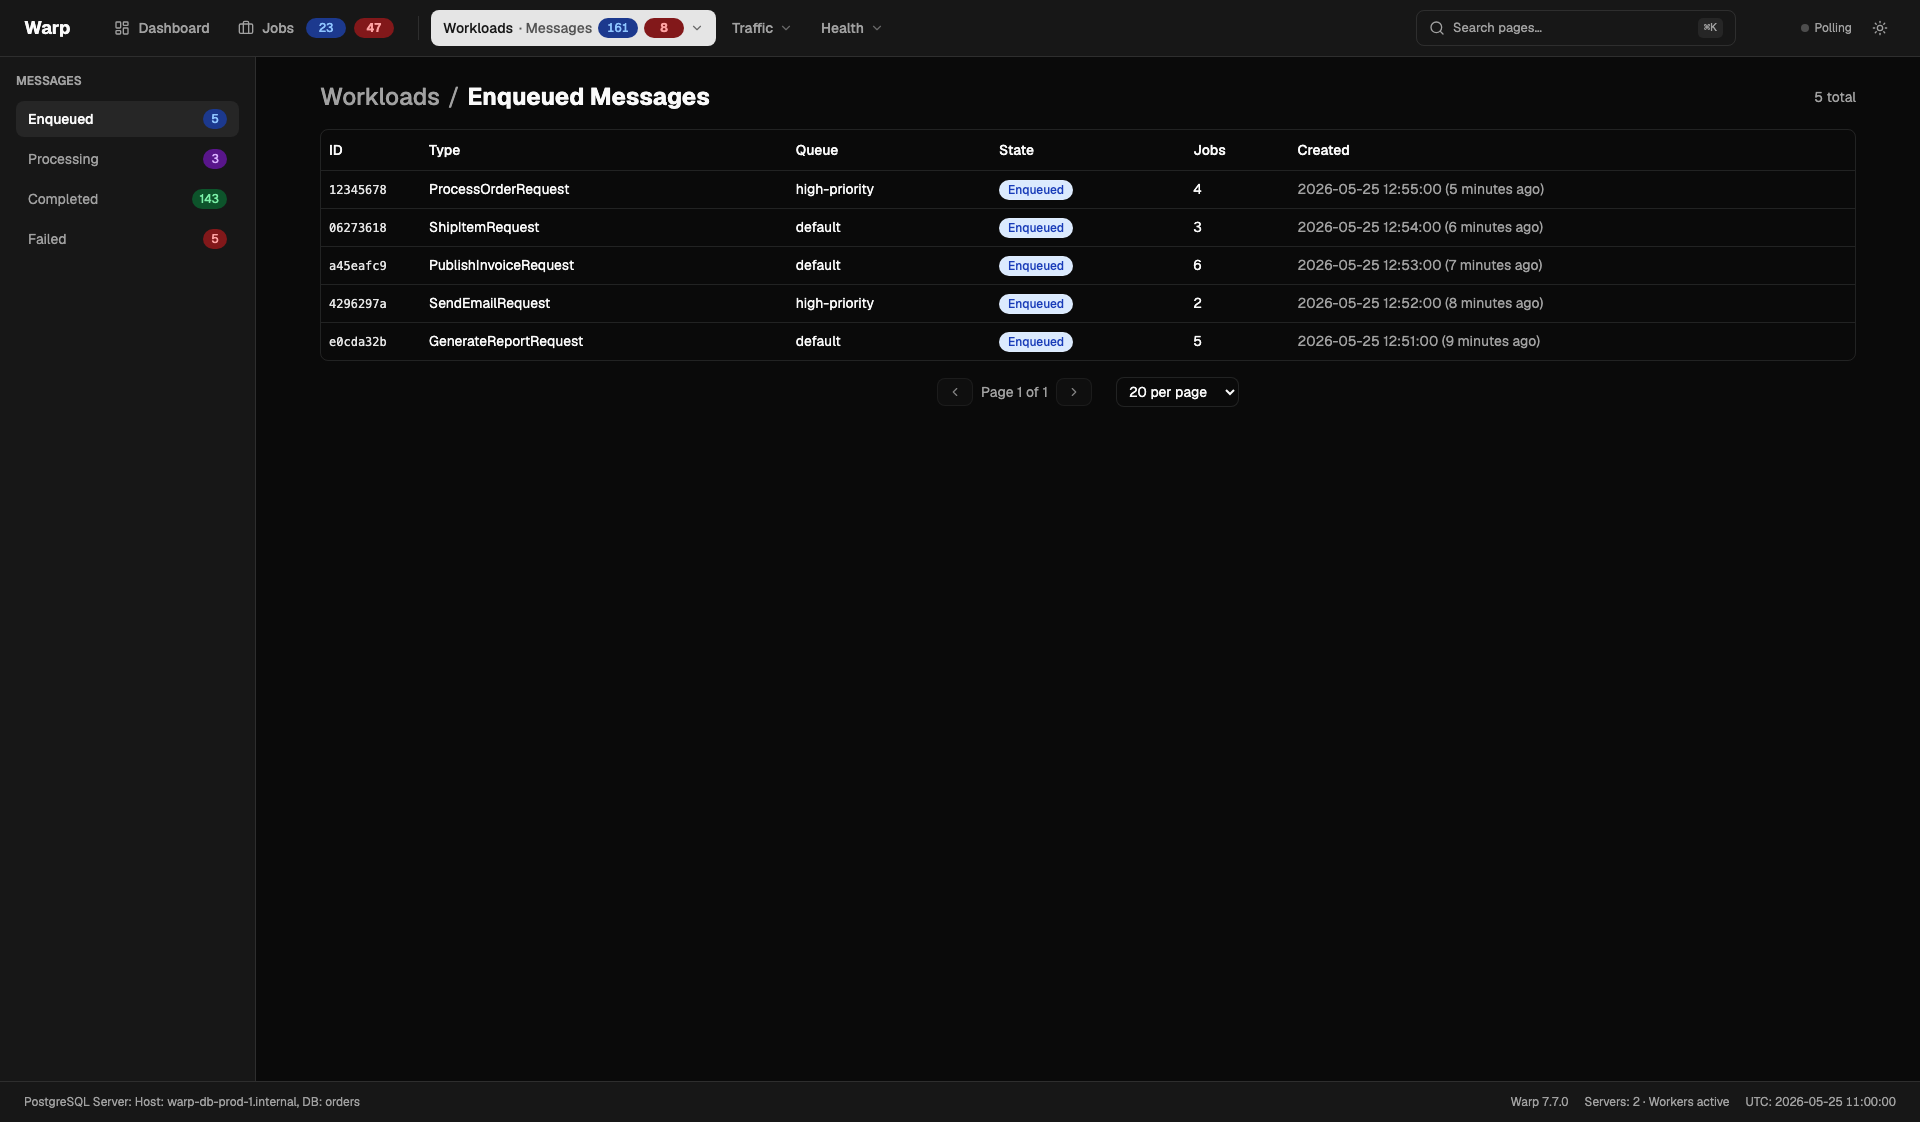 Warp
Dashboard
Jobs 23 47
Workloads · Messages 161 8
Traffic
Health
Search pages... ⌘K
Polling
MESSAGES
Enqueued 5
Processing 3
Completed 143
Failed 5
Workloads / Enqueued Messages
5 total
ID Type Queue State Jobs Created
12345678 ProcessOrderRequest high-priority Enqueued 4 2026-05-25 12:55:00 (5 minutes ago)
06273618 ShipItemRequest default Enqueued 3 2026-05-25 12:54:00 (6 minutes ago)
a45eafc9 PublishInvoiceRequest default Enqueued 6 2026-05-25 12:53:00 (7 minutes ago)
4296297a SendEmailRequest high-priority Enqueued 2 2026-05-25 12:52:00 (8 minutes ago)
e0cda32b GenerateReportRequest default Enqueued 5 2026-05-25 12:51:00 (9 minutes ago)
Page 1 of 1
20 per page
PostgreSQL Server: Host: warp-db-prod-1.internal, DB: orders
Warp 7.7.0
Servers: 2 · Workers active
UTC: 2026-05-25 11:00:00